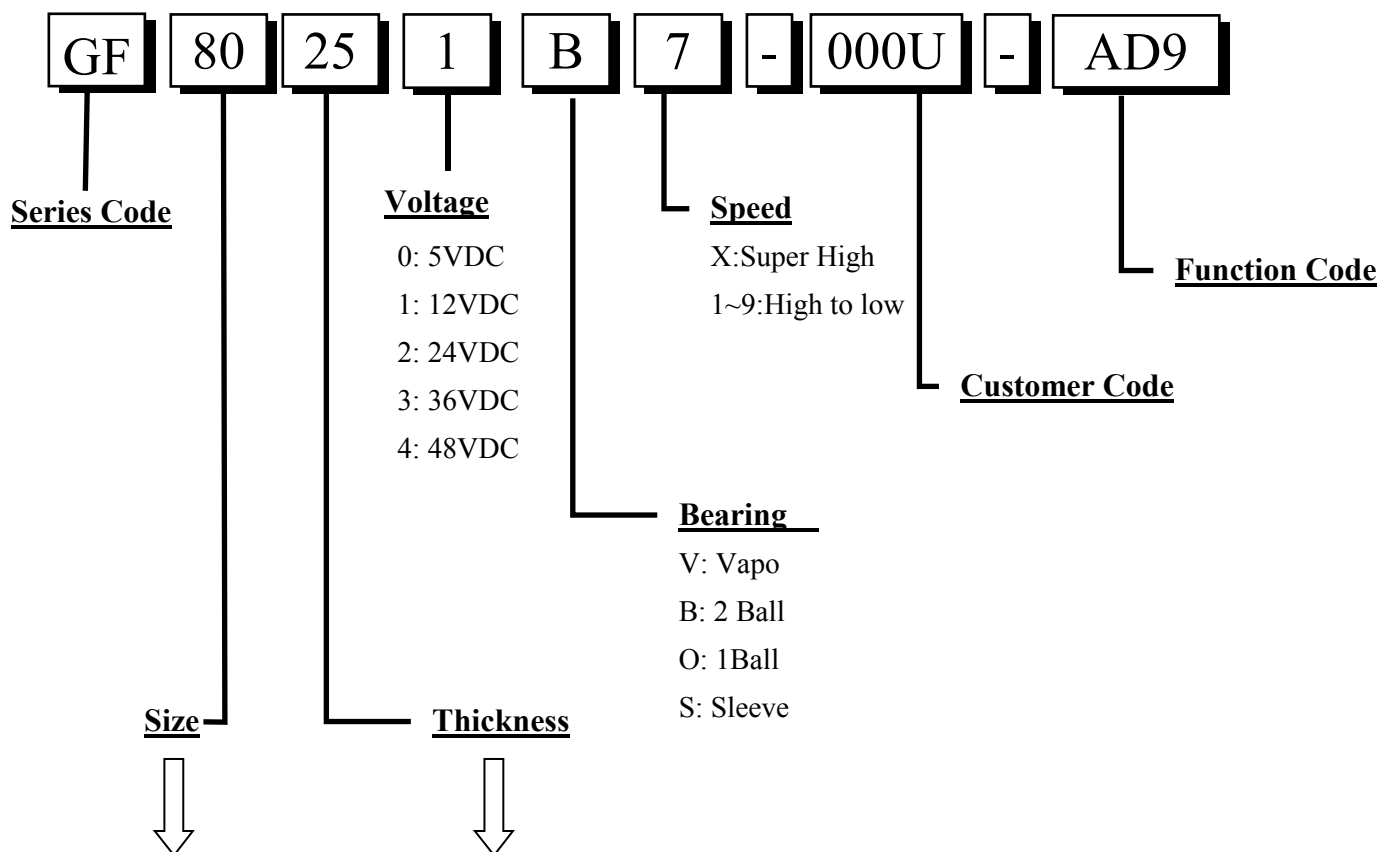 GF 80 25 1 B 7 - 000U - AD9
Series Code
Voltage
0: 5VDC
1: 12VDC
2: 24VDC
3: 36VDC
4: 48VDC
Speed
X:Super High
1~9:High to low
Function Code
Customer Code
Bearing
V: Vapo
B: 2 Ball
O: 1Ball
S: Sleeve
Size
Thickness